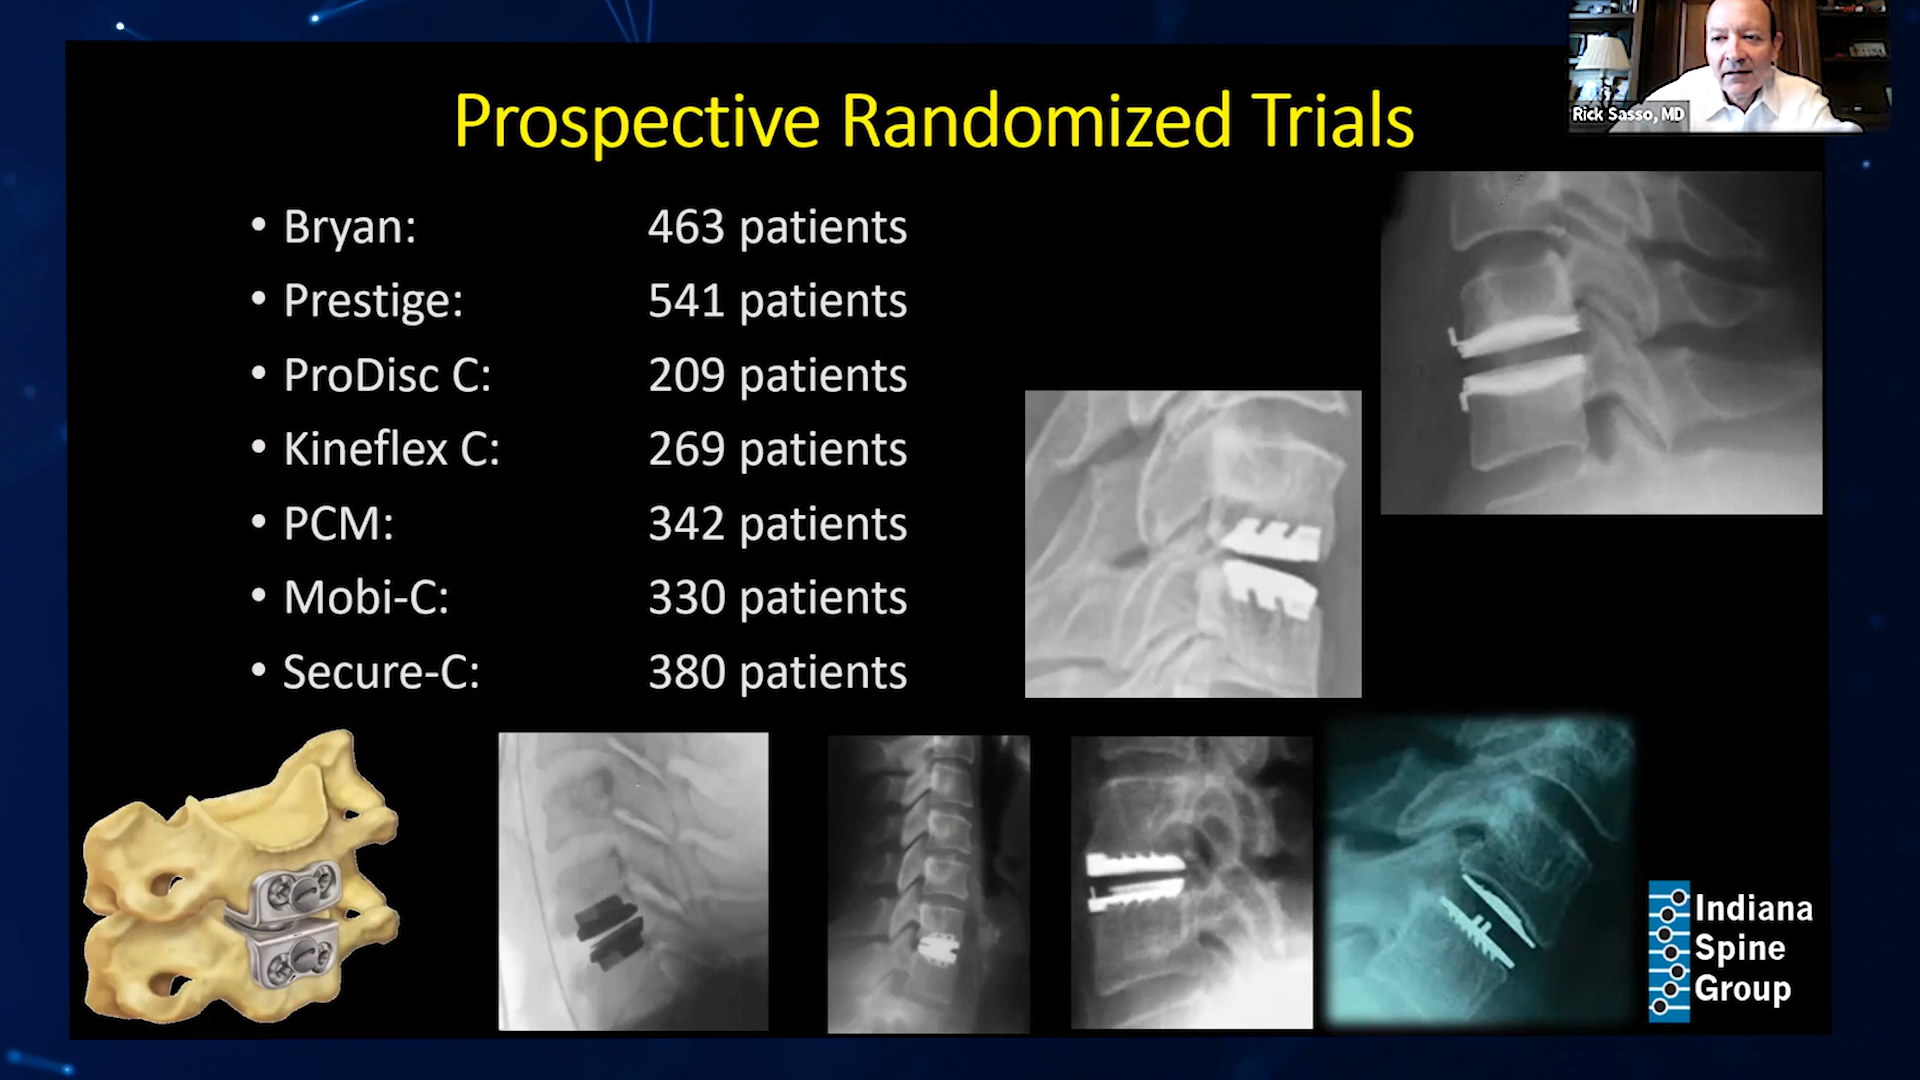 Prospective Randomized Trials
Rick Sasso, MD
• Bryan: 463 patients
• Prestige: 541 patients
• ProDisc C: 209 patients
• Kineflex C: 269 patients
• PCM: 342 patients
• Mobi-C: 330 patients
• Secure-C: 380 patients
Indiana
Spine
Group